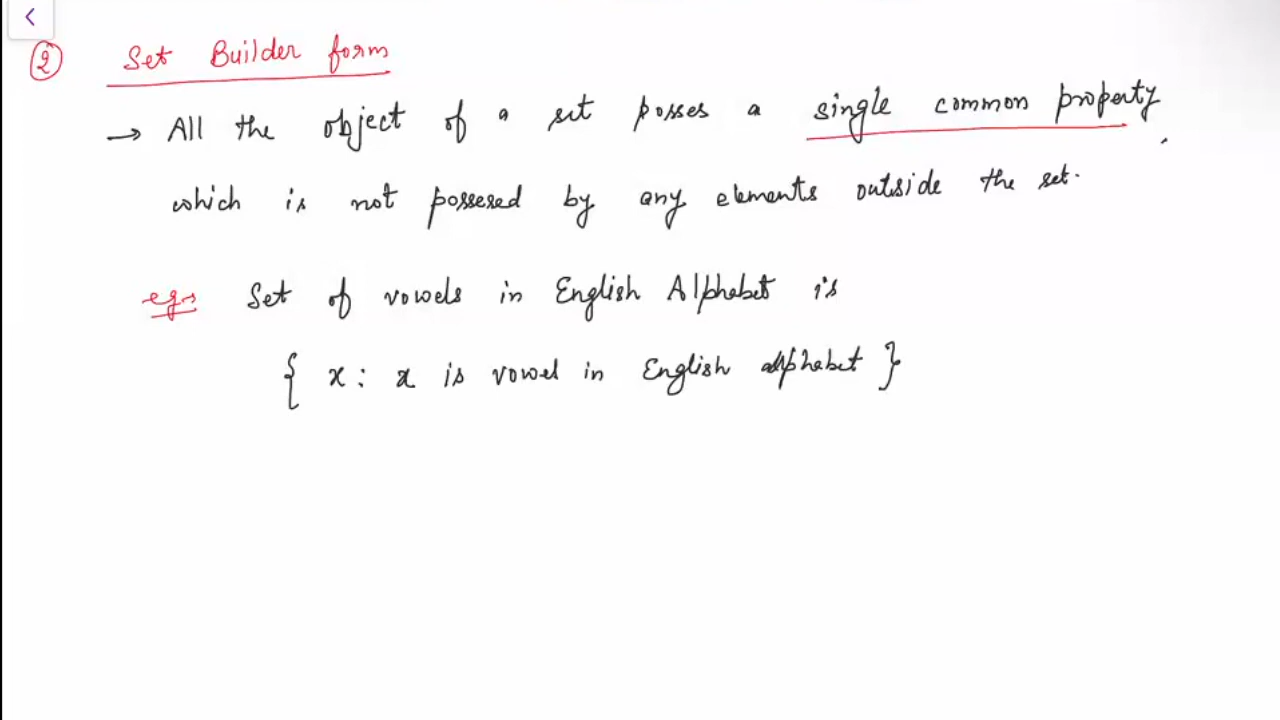 ② Set Builder form
→ All the object of a set posses a single common property
which is not possesed by any elements outside the set.
eg:- Set of vowels in English Alphabet is
{ x : x is vowel in English alphabet }